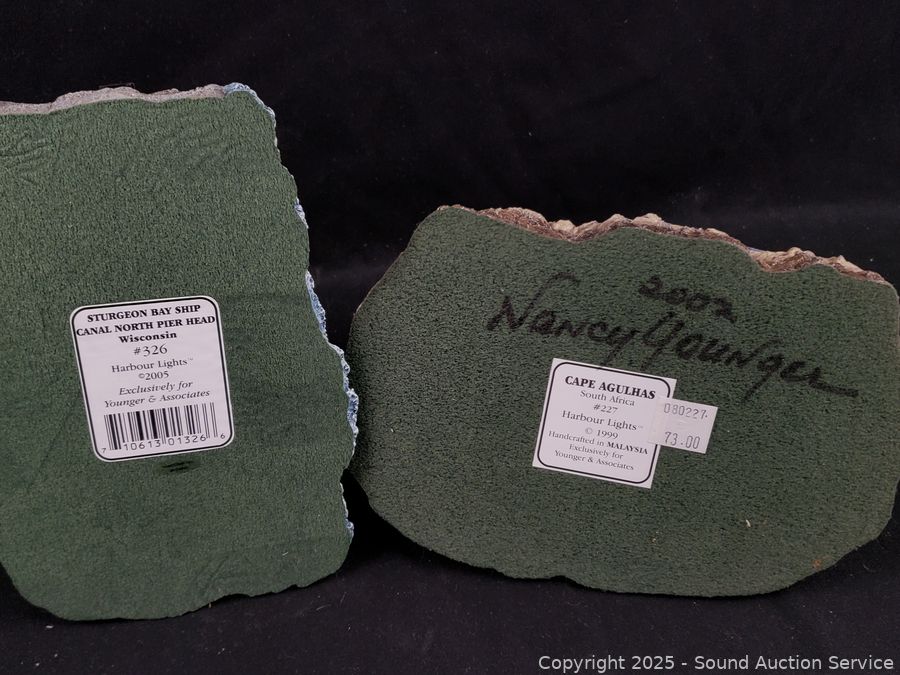 STURGEON BAY SHIP
CANAL NORTH PIER HEAD
Wisconsin
#326
Harbour Lights™
©2005
Exclusively for
Younger & Associates
7 10613 01326 6
2002
Nancy Younger
CAPE AGULHAS
South Africa
#227
Harbour Lights™
© 1999
Handcrafted in MALAYSIA
Exclusively for
Younger & Associates
080227
73.00
Copyright © 2025 - Sound Auction Service